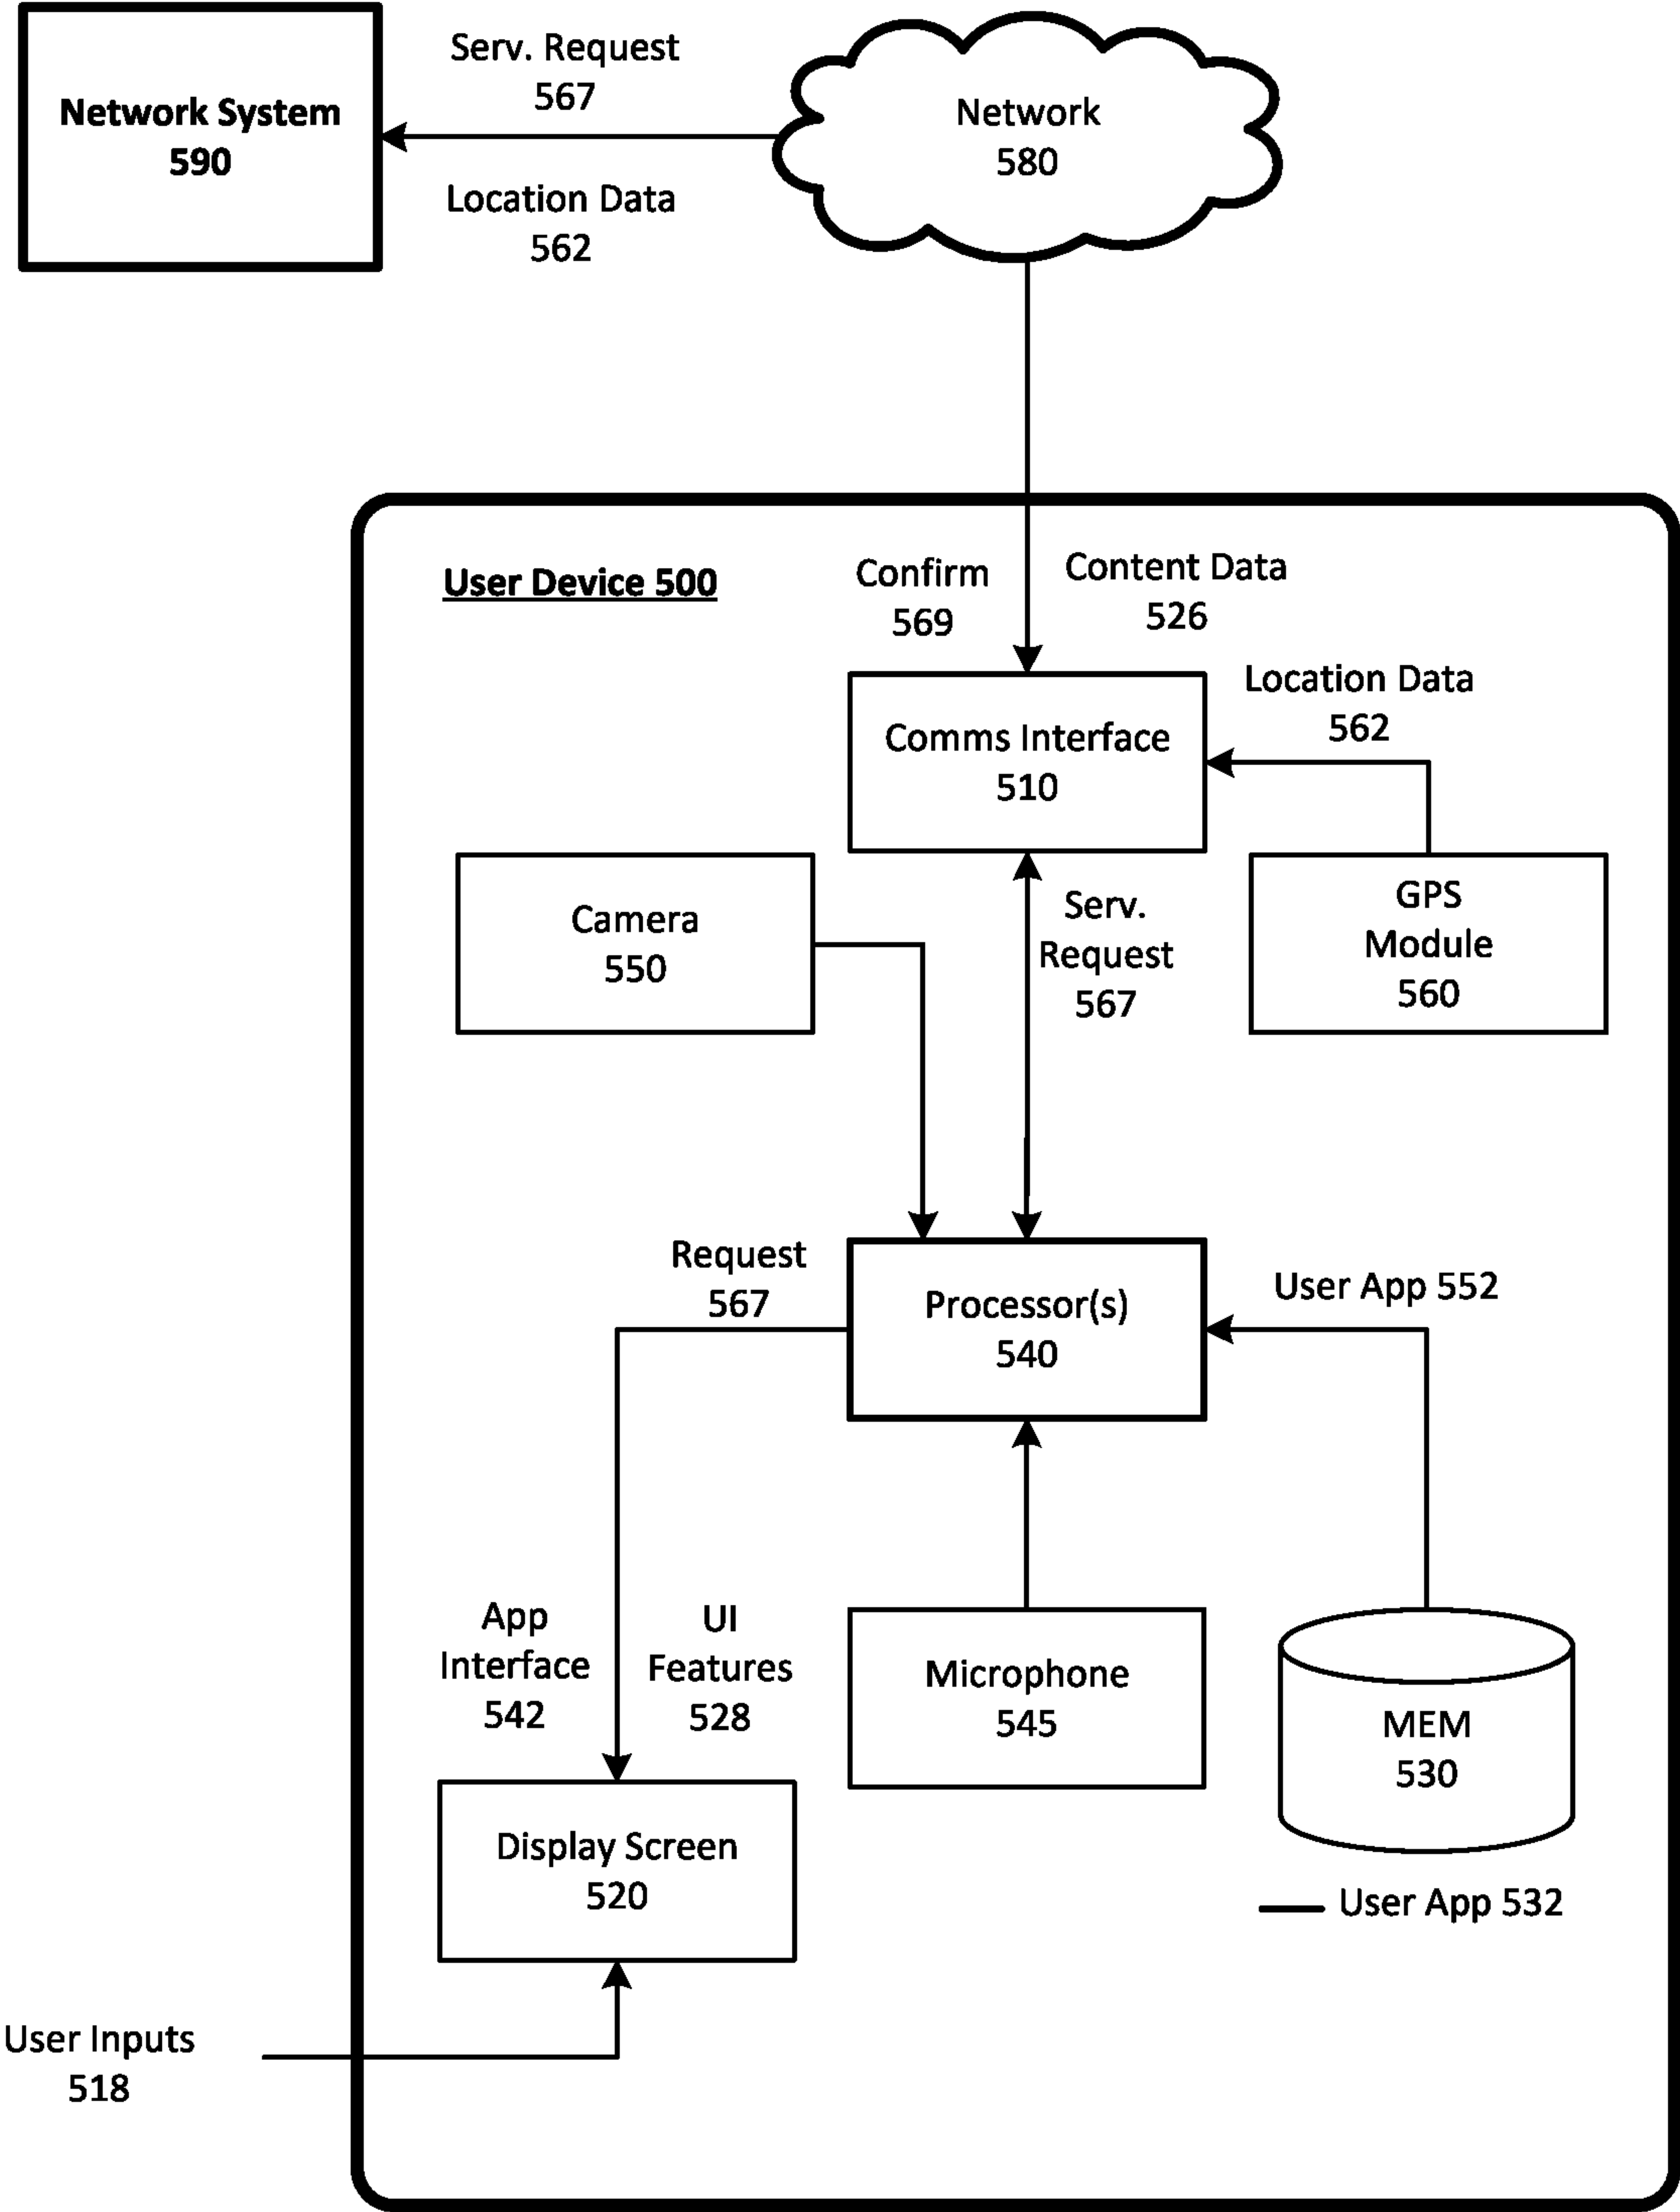 Network System
590
Serv. Request
567
Location Data
562
Network
580
User Device 500
Confirm
569
Content Data
526
Location Data
562
Comms Interface
510
Camera
550
Serv.
Request
567
GPS
Module
560
Request
567
Processor(s)
540
User App 552
App
Interface
542
UI
Features
528
Microphone
545
MEM
530
Display Screen
520
User App 532
User Inputs
518